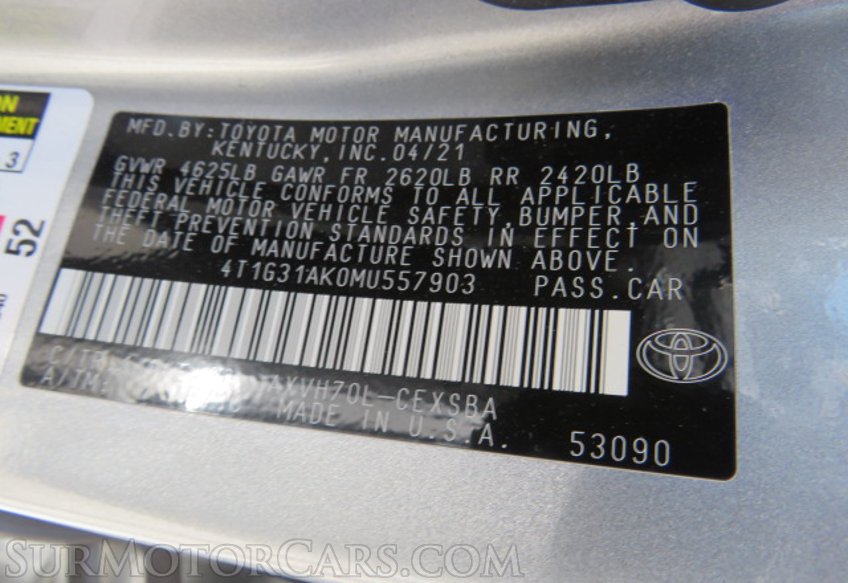 ON
MENT
3
52
MFD.BY:TOYOTA MOTOR MANUFACTURING,
KENTUCKY,INC.04/21
GVWR 4625LB GAWR FR 2620LB RR 2420LB
THIS VEHICLE CONFORMS TO ALL APPLICABLE
FEDERAL MOTOR VEHICLE SAFETY,BUMPER,AND
THEFT PREVENTION STANDARDS IN EFFECT ON
THE DATE OF MANUFACTURE SHOWN ABOVE.
4T1G31AK0MU557903 PASS.CAR
C/TR:
A/TM: AXVH70L-CEXSBA
MADE IN U.S.A. 53090
SurMotorCars.com